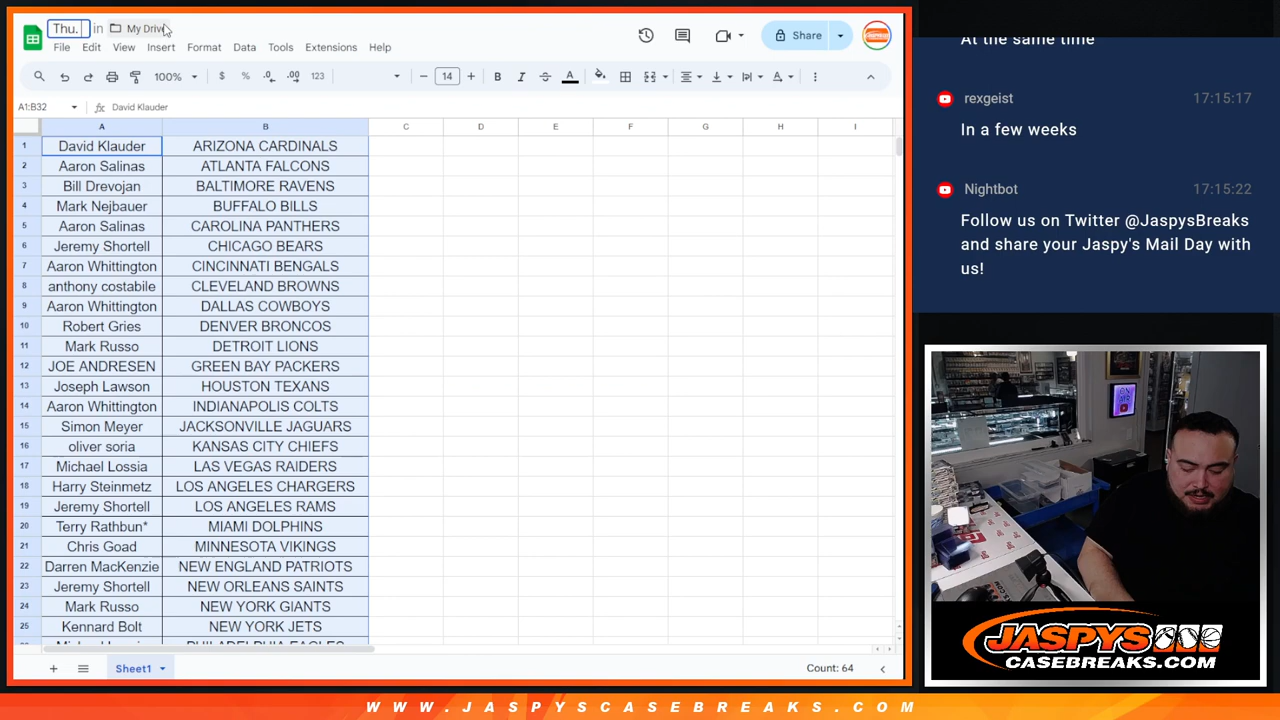 Thu. in My Drive
File Edit View Insert Format Data Tools Extensions Help
Share
100% $ % .0 .00 123 14 B I A
A1:B32 fx David Klauder
A B C D E F G H I
1 David Klauder ARIZONA CARDINALS
2 Aaron Salinas ATLANTA FALCONS
3 Bill Drevojan BALTIMORE RAVENS
4 Mark Nejbauer BUFFALO BILLS
5 Aaron Salinas CAROLINA PANTHERS
6 Jeremy Shortell CHICAGO BEARS
7 Aaron Whittington CINCINNATI BENGALS
8 anthony costabile CLEVELAND BROWNS
9 Aaron Whittington DALLAS COWBOYS
10 Robert Gries DENVER BRONCOS
11 Mark Russo DETROIT LIONS
12 JOE ANDRESEN GREEN BAY PACKERS
13 Joseph Lawson HOUSTON TEXANS
14 Aaron Whittington INDIANAPOLIS COLTS
15 Simon Meyer JACKSONVILLE JAGUARS
16 oliver soria KANSAS CITY CHIEFS
17 Michael Lossia LAS VEGAS RAIDERS
18 Harry Steinmetz LOS ANGELES CHARGERS
19 Jeremy Shortell LOS ANGELES RAMS
20 Terry Rathbun* MIAMI DOLPHINS
21 Chris Goad MINNESOTA VIKINGS
22 Darren MacKenzie NEW ENGLAND PATRIOTS
23 Jeremy Shortell NEW ORLEANS SAINTS
24 Mark Russo NEW YORK GIANTS
25 Kennard Bolt NEW YORK JETS
PHILADELPHIA EAGLES
Sheet1 Count: 64
At the same time
rexgeist 17:15:17
In a few weeks
Nightbot 17:15:22
Follow us on Twitter @JaspysBreaks
and share your Jaspy's Mail Day with
us!
JASPYS
CASEBREAKS.COM
WWW.JASPYSCASEBREAKS.COM